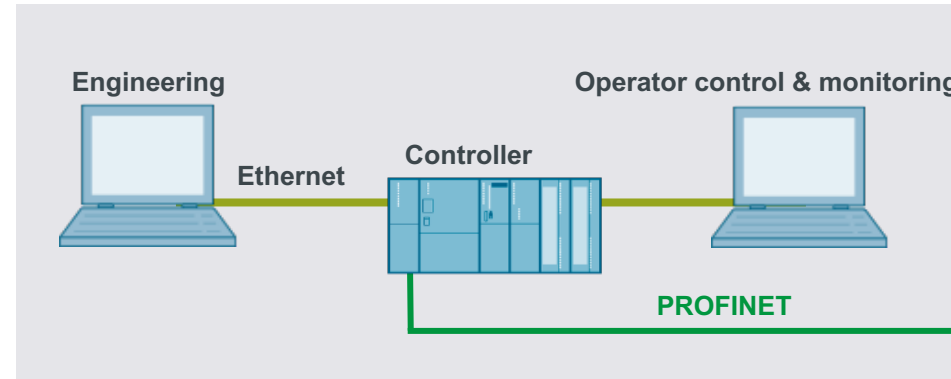 Engineering
Operator control & monitoring
Controller
Ethernet
PROFINET